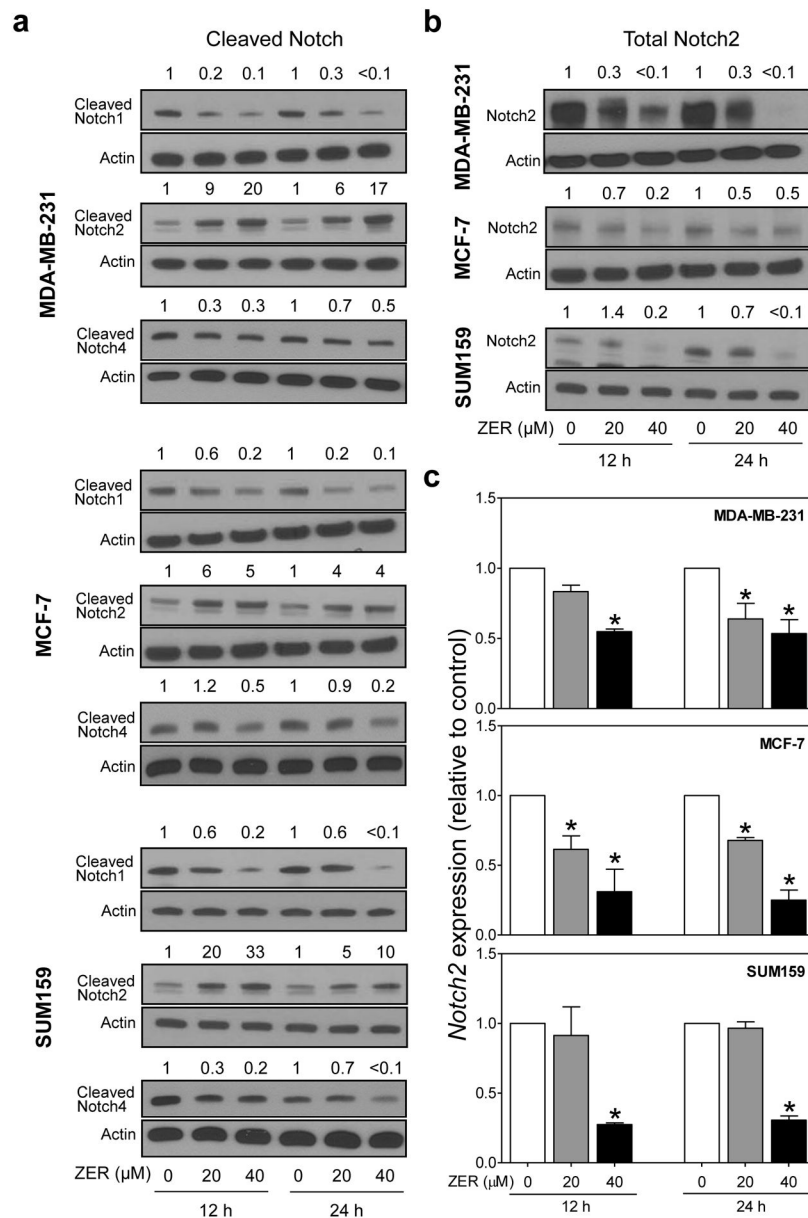 a
Cleaved Notch
MDA-MB-231
1 0.2 0.1 1 0.3 <0.1
Cleaved
Notch1
Actin
1 9 20 1 6 17
Cleaved
Notch2
Actin
1 0.3 0.3 1 0.7 0.5
Cleaved
Notch4
Actin
MCF-7
1 0.6 0.2 1 0.2 0.1
Cleaved
Notch1
Actin
1 6 5 1 4 4
Cleaved
Notch2
Actin
1 1.2 0.5 1 0.9 0.2
Cleaved
Notch4
Actin
SUM159
1 0.6 0.2 1 0.6 <0.1
Cleaved
Notch1
Actin
1 20 33 1 5 10
Cleaved
Notch2
Actin
1 0.3 0.2 1 0.7 <0.1
Cleaved
Notch4
Actin
ZER (µM) 0 20 40 0 20 40
12 h 24 h
b
Total Notch2
MDA-MB-231
1 0.3 <0.1 1 0.3 <0.1
Notch2
Actin
MCF-7
1 0.7 0.2 1 0.5 0.5
Notch2
Actin
SUM159
1 1.4 0.2 1 0.7 <0.1
Notch2
Actin
ZER (µM) 0 20 40 0 20 40
12 h 24 h
c
Notch2 expression (relative to control)
1.5
MDA-MB-231
1.0
* * *
0.5
0.0
MCF-7
1.0
* * * *
0.5
0.0
1.5
SUM159
1.0
0.5
* *
0.0
ZER (µM) 0 20 40 0 20 40
12 h 24 h